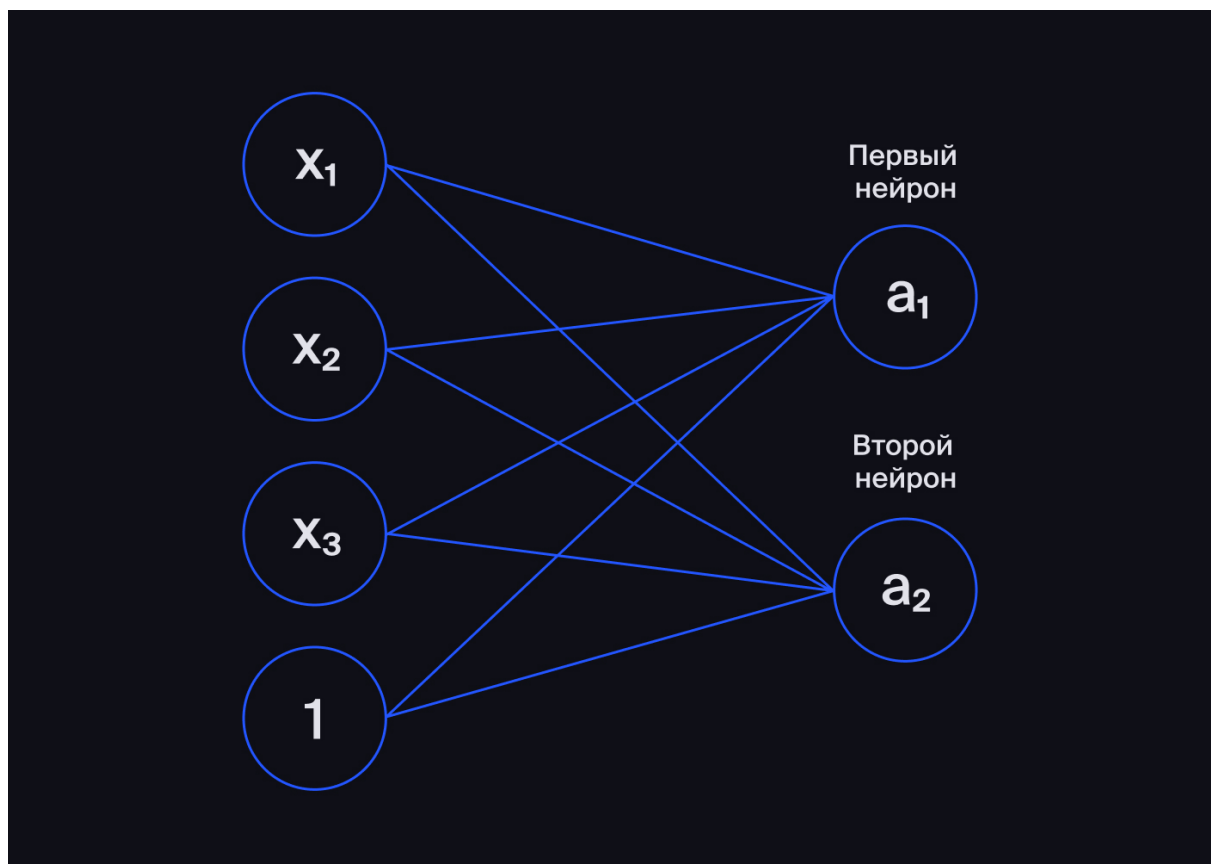 x₁
x₂
x₃
1
Первый
нейрон
a₁
Второй
нейрон
a₂